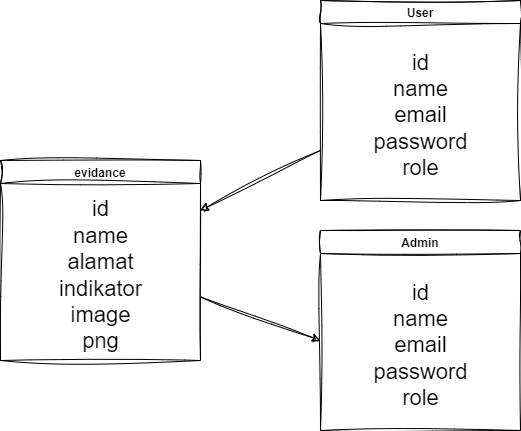 User
id
name
email
password
role
evidance
id
name
alamat
indikator
image
png
Admin
id
name
email
password
role